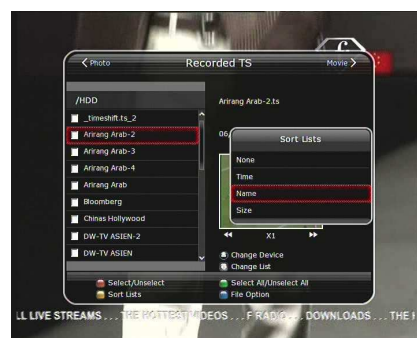 Photo
Recorded TS
Movie
/HDD
Arirang Arab-2.ts
_timeshift.ts_2
Arirang Arab-2
Arirang Arab-3
Arirang Arab-4
Arirang Arab
Bloomberg
Chinas Hollywood
DW-TV ASIEN-2
DW-TV ASIEN
06
Sort Lists
None
Time
Name
Size
X1
Change Device
Change List
Select/Unselect
Select All/Unselect All
Sort Lists
File Option
LL LIVE STREAMS . . . THE HOTTEST VIDEOS . . . F RADIO . . . DOWNLOADS . . . THE